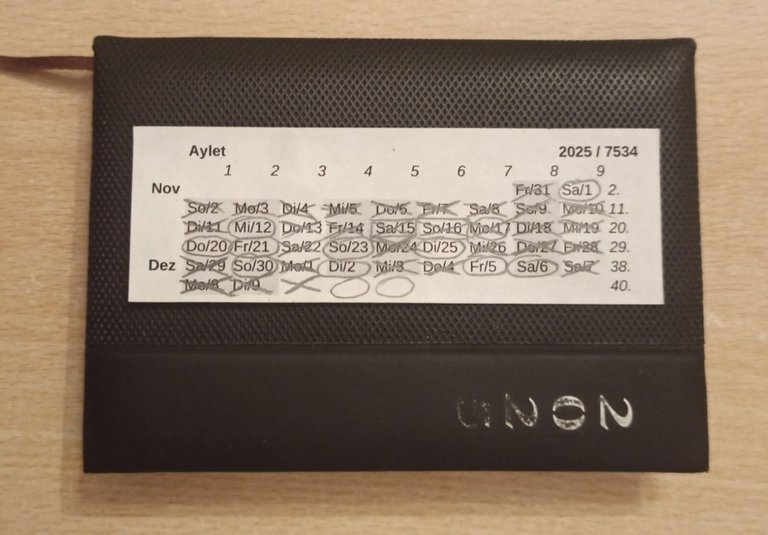 Aylet 2025 / 7534
1 2 3 4 5 6 7 8 9
Nov Fr/31 Sa/1 2.
So/2 Mo/3 Di/4 Mi/5 Do/6 Fr/7 Sa/8 So/9 Mo/10 11.
Di/11 Mi/12 Do/13 Fr/14 Sa/15 So/16 Mo/17 Di/18 Mi/19 20.
Do/20 Fr/21 Sa/22 So/23 Mo/24 Di/25 Mi/26 Do/27 Fr/28 29.
Dez Sa/29 So/30 Mo/1 Di/2 Mi/3 Do/4 Fr/5 Sa/6 So/7 38.
Mo/8 Di/9 40.
2025